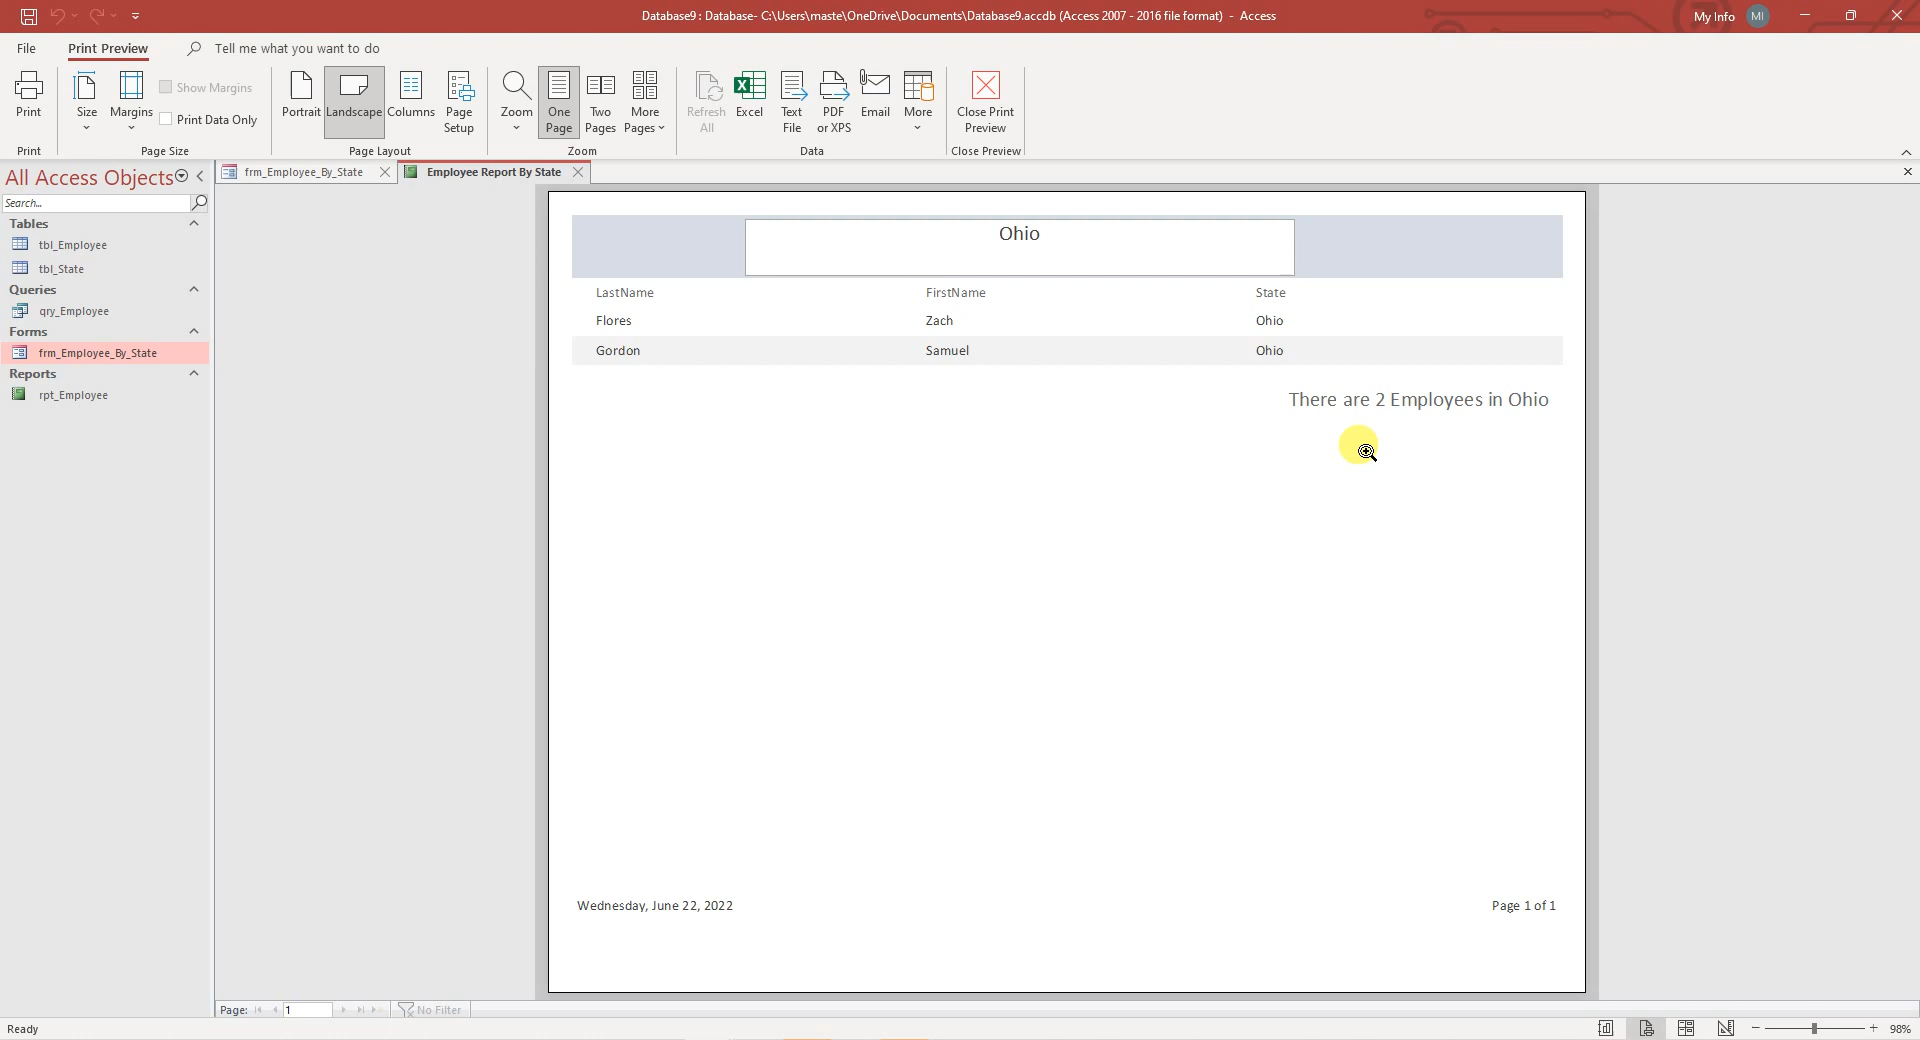 Database9 : Database- C:\Users\maste\OneDrive\Documents\Database9.accdb (Access 2007 - 2016 file format) - Access
My Info MI
File Print Preview Tell me what you want to do
Print
Size
Margins
Show Margins
Print Data Only
Portrait
Landscape
Columns
Page Setup
Zoom
One Page
Two Pages
More Pages
Refresh All
Excel
Text File
PDF or XPS
Email
More
Close Print Preview
Print Page Size Page Layout Zoom Data Close Preview
All Access Objects
Search...
Tables
tbl_Employee
tbl_State
Queries
qry_Employee
Forms
frm_Employee_By_State
Reports
rpt_Employee
frm_Employee_By_State Employee Report By State
Ohio
LastName FirstName State
Flores Zach Ohio
Gordon Samuel Ohio
There are 2 Employees in Ohio
Wednesday, June 22, 2022 Page 1 of 1
Page: 1 No Filter
Ready 98%